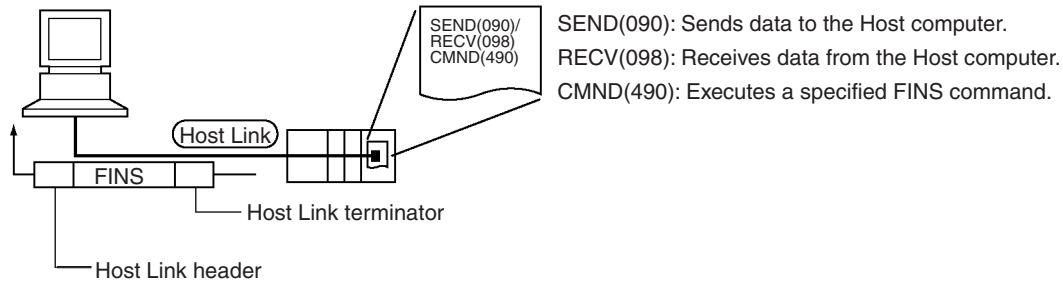 SEND(090)/
RECV(098)
CMND(490)
SEND(090): Sends data to the Host computer.
RECV(098): Receives data from the Host computer.
CMND(490): Executes a specified FINS command.
Host Link
FINS
Host Link terminator
Host Link header